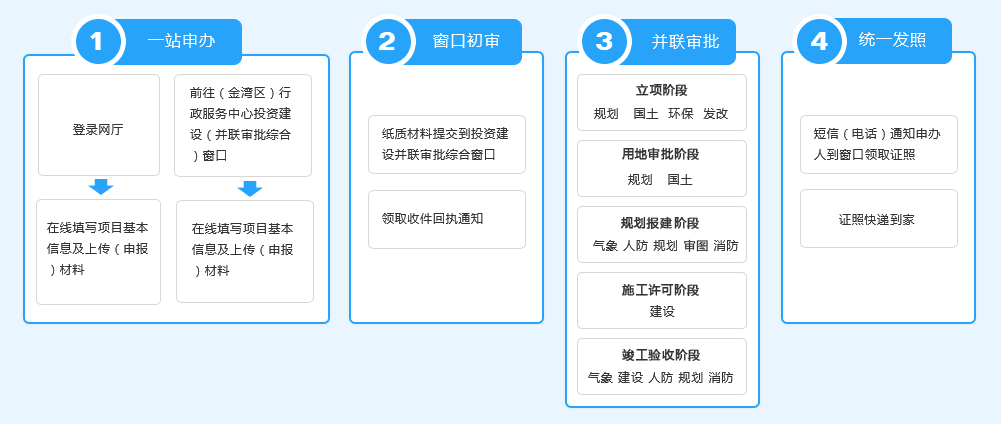 1 一站申办
登录网厅
在线填写项目基本
信息及上传（申报
）材料
前往（金湾区）行
政服务中心投资建
设（并联审批综合
）窗口
在线填写项目基本
信息及上传（申报
）材料
2 窗口初审
纸质材料提交到投资建
设并联审批综合窗口
领取收件回执通知
3 并联审批
立项阶段
规划 国土 环保 发改
用地审批阶段
规划 国土
规划报建阶段
气象 人防 规划 审图 消防
施工许可阶段
建设
竣工验收阶段
气象 建设 人防 规划 消防
4 统一发照
短信（电话）通知申办
人到窗口领取证照
证照快递到家